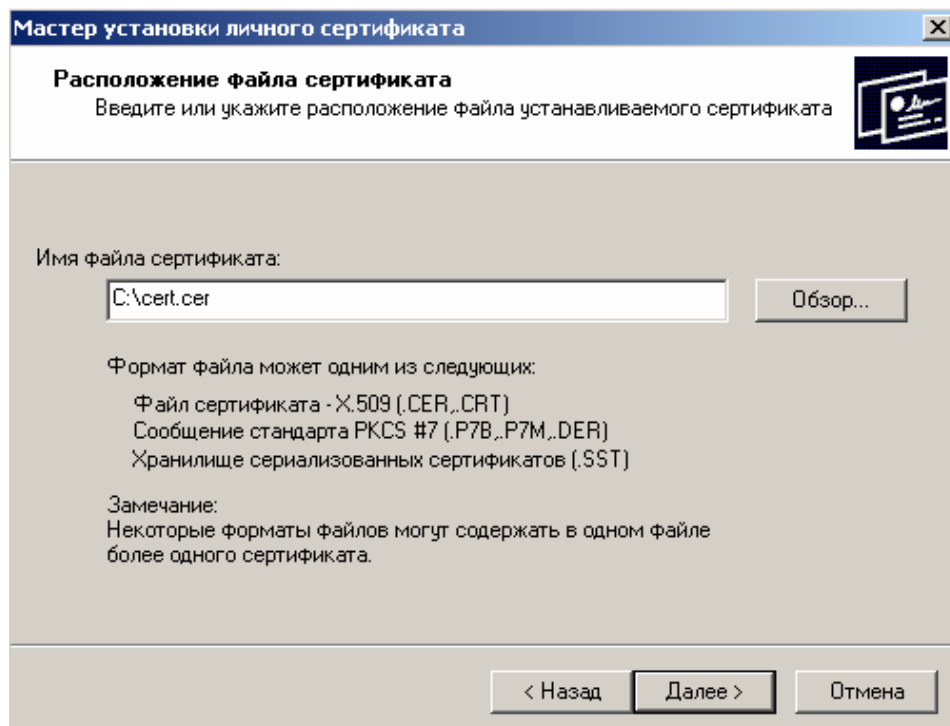 Мастер установки личного сертификата
Расположение файла сертификата
Введите или укажите расположение файла устанавливаемого сертификата
Имя файла сертификата:
C:\cert.cer
Обзор...
Формат файла может одним из следующих:
Файл сертификата - X.509 (.CER,.CRT)
Сообщение стандарта PKCS #7 (.P7B,.P7M,.DER)
Хранилище сериализованных сертификатов (.SST)
Замечание:
Некоторые форматы файлов могут содержать в одном файле
более одного сертификата.
< Назад
Далее >
Отмена